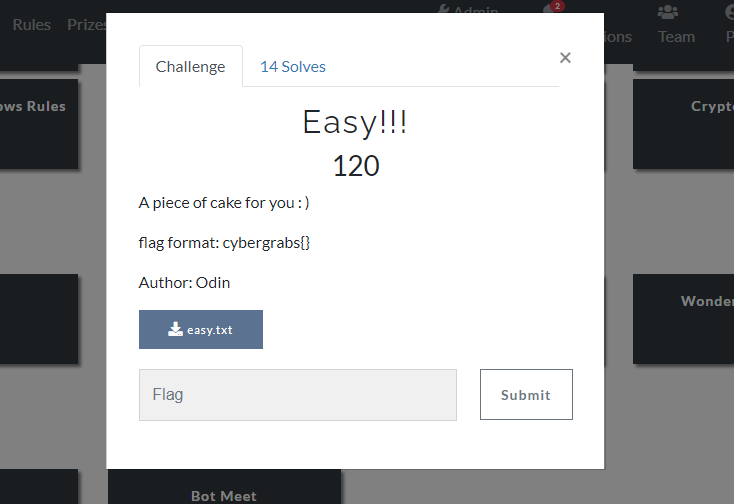 Rules Prizes Admin 2 ions Team P
Challenge
14 Solves
×
ows Rules
Crypto
Easy!!!
120
A piece of cake for you : )
flag format: cybergrabs{}
Author: Odin
Wonder
easy.txt
Flag
Submit
Bot Meet